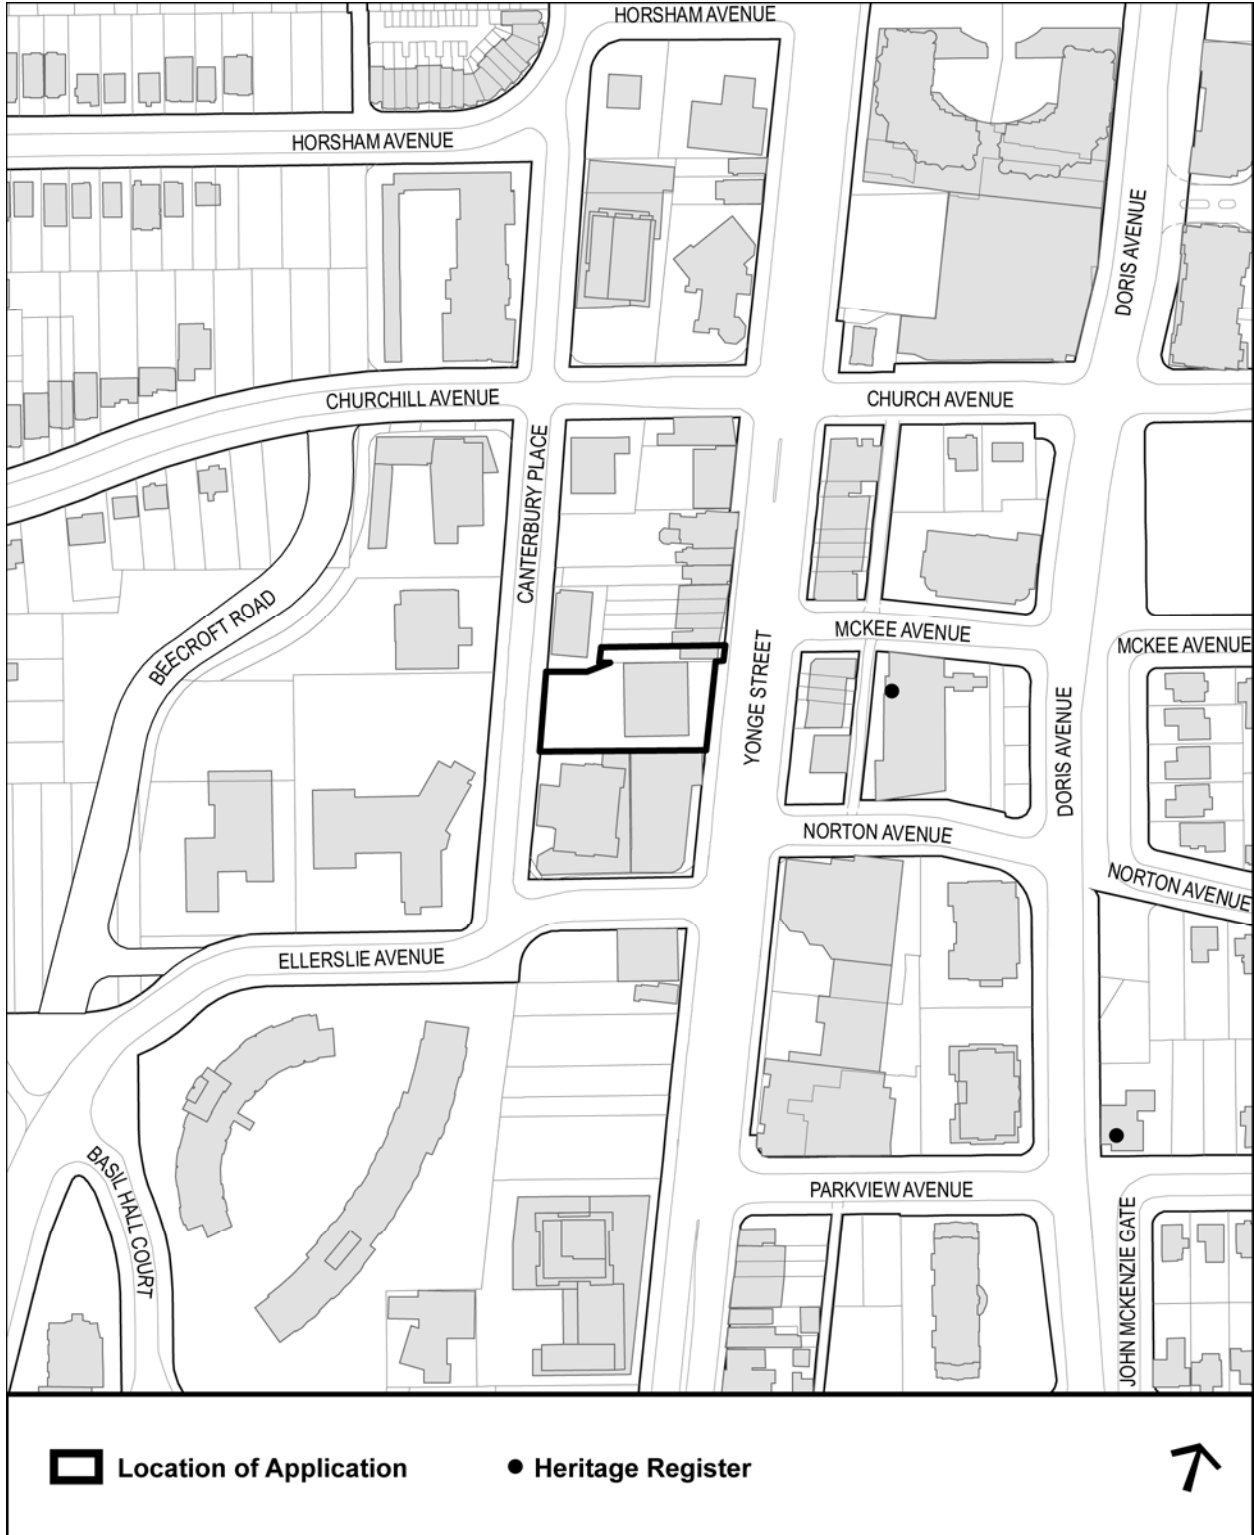 HORSHAM AVENUE
HORSHAM AVENUE
DORIS AVENUE
CHURCHILL AVENUE
CHURCH AVENUE
CANTERBURY PLACE
BEECROFT ROAD
MCKEE AVENUE
MCKEE AVENUE
YONGE STREET
DORIS AVENUE
NORTON AVENUE
NORTON AVENUE
ELLERSLIE AVENUE
PARKVIEW AVENUE
BASIL HALL COURT
JOHN MCKENZIE GATE
Location of Application
Heritage Register